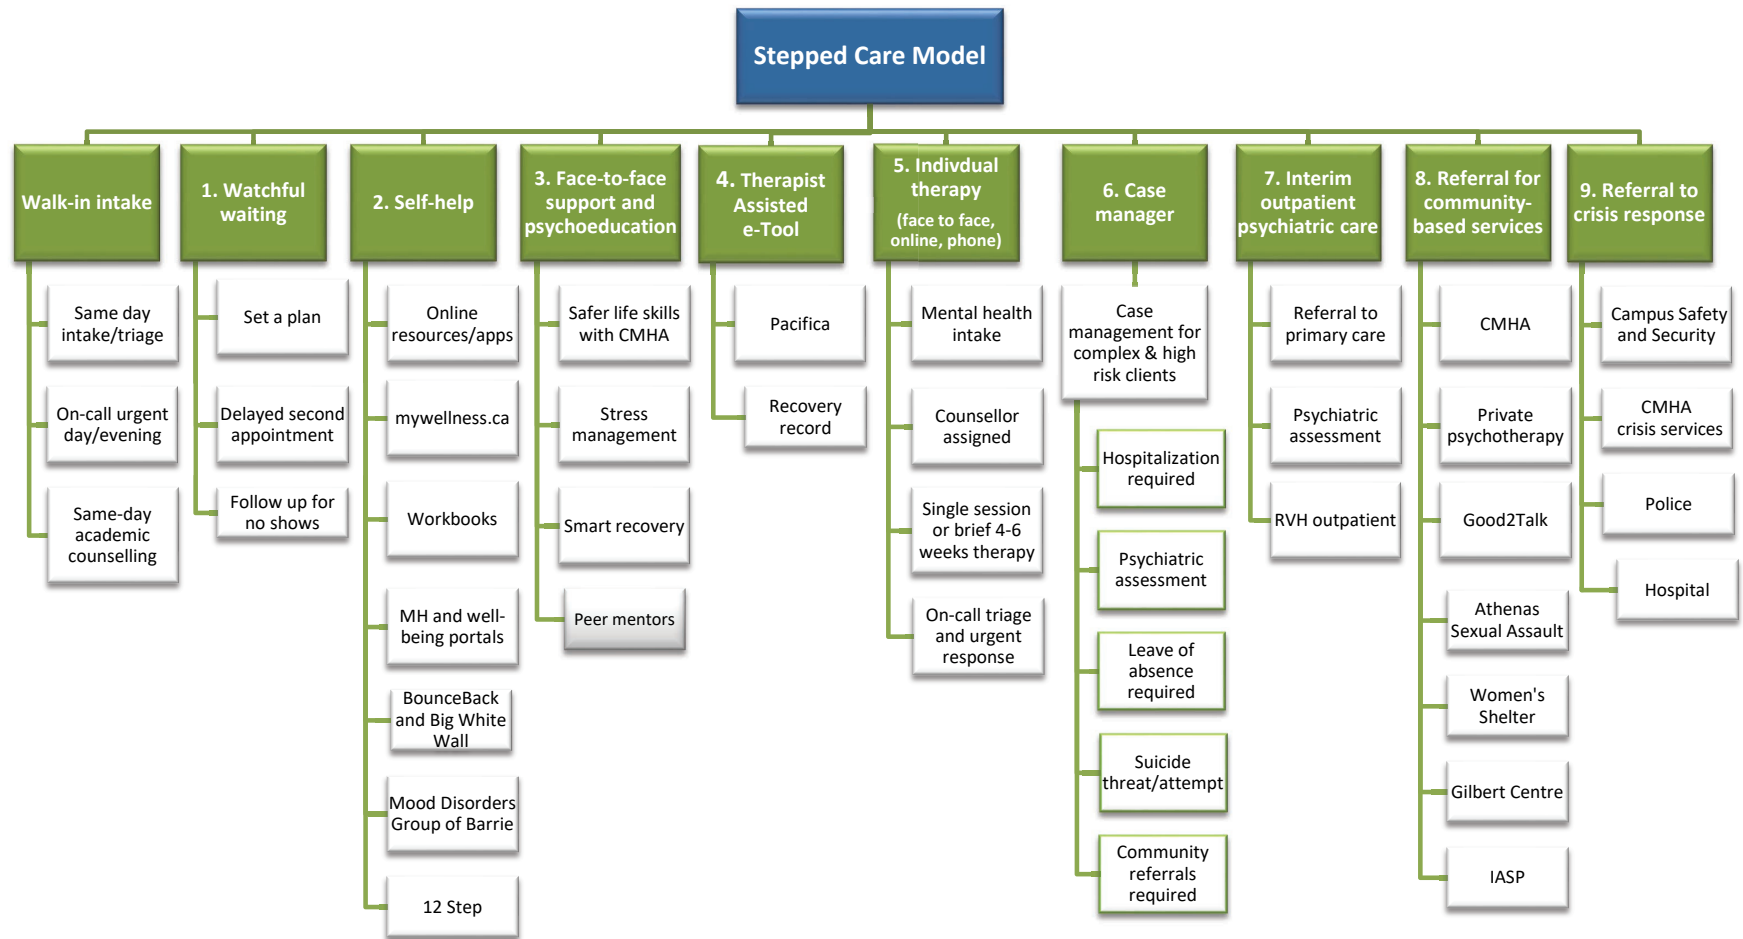 Stepped Care Model
Walk-in intake
Same day
intake/triage
On-call urgent
day/evening
Same-day
academic
counselling
1. Watchful
waiting
Set a plan
Delayed second
appointment
Follow up for
no shows
2. Self-help
Online
resources/apps
mywellness.ca
Workbooks
MH and well-
being portals
BounceBack
and Big White
Wall
Mood Disorders
Group of Barrie
12 Step
3. Face-to-face
support and
psychoeducation
Safer life skills
with CMHA
Stress
management
Smart recovery
Peer mentors
4. Therapist
Assisted
e-Tool
Pacifica
Recovery
record
5. Indivdual
therapy
(face to face,
online, phone)
Mental health
intake
Counsellor
assigned
Single session
or brief 4-6
weeks therapy
On-call triage
and urgent
response
6. Case
manager
Case
management for
complex & high
risk clients
Hospitalization
required
Psychiatric
assessment
Leave of
absence
required
Suicide
threat/attempt
Community
referrals
required
7. Interim
outpatient
psychiatric care
Referral to
primary care
Psychiatric
assessment
RVH outpatient
8. Referral for
community-
based services
CMHA
Private
psychotherapy
Good2Talk
Athenas
Sexual Assault
Women's
Shelter
Gilbert Centre
IASP
9. Referral to
crisis response
Campus Safety
and Security
CMHA
crisis services
Police
Hospital